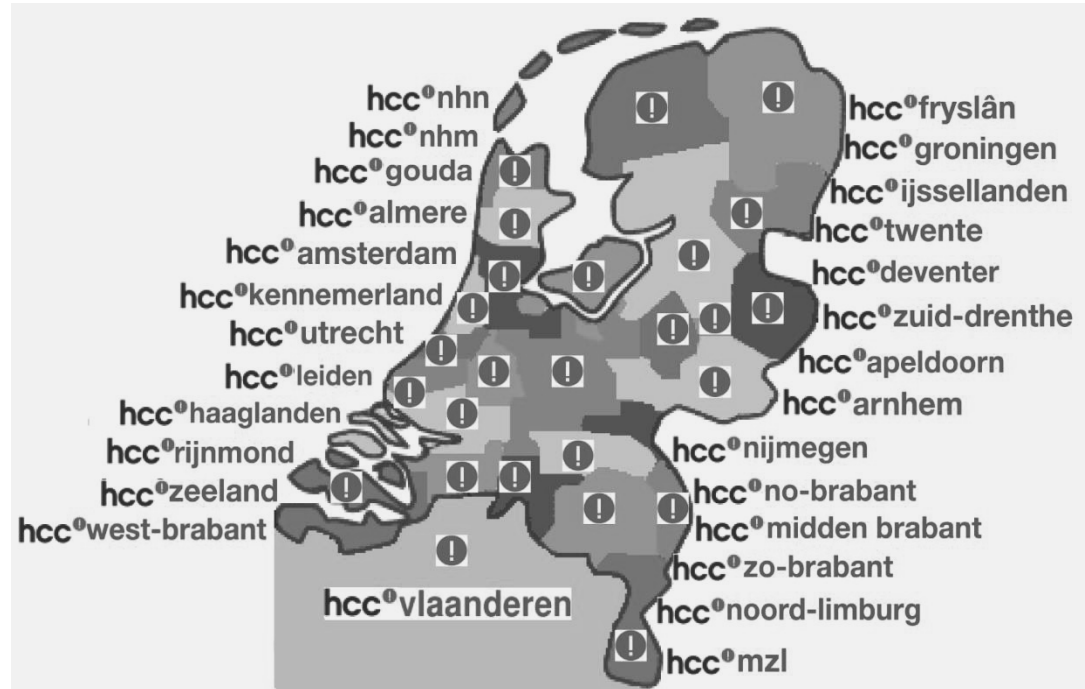 hcc!nhn
hcc!nhm
hcc!gouda
hcc!almere
hcc!amsterdam
hcc!kennemerland
hcc!utrecht
hcc!leiden
hcc!haaglanden
hcc!rijnmond
hcc!zeeland
hcc!west-brabant
hcc!vlaanderen
hcc!fryslân
hcc!groningen
hcc!ijssellanden
hcc!twente
hcc!deventer
hcc!zuid-drenthe
hcc!apeldoorn
hcc!arnhem
hcc!nijmegen
hcc!no-brabant
hcc!midden brabant
hcc!zo-brabant
hcc!noord-limburg
hcc!mzl